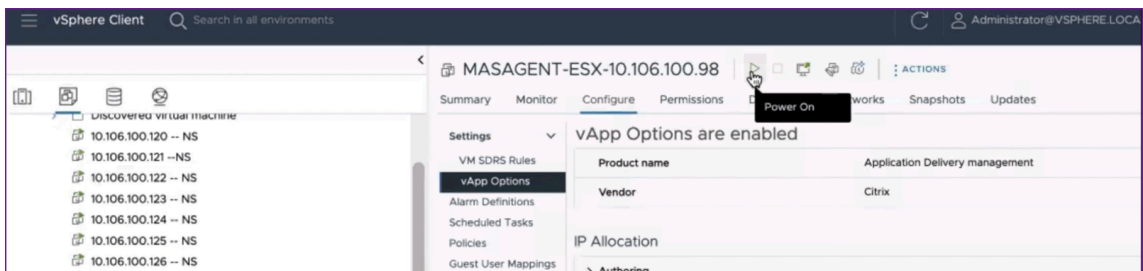 vSphere Client
Search in all environments
Administrator@VSPHERE.LOCA
MASAGENT-ESX-10.106.100.98
ACTIONS
Summary Monitor Configure Permissions Snapshots Updates
Power On
Discovered virtual machine
10.106.100.120 -- NS
10.106.100.121 --NS
10.106.100.122 -- NS
10.106.100.123 -- NS
10.106.100.124 -- NS
10.106.100.125 -- NS
10.106.100.126 -- NS
Settings
VM SDRS Rules
vApp Options
Alarm Definitions
Scheduled Tasks
Policies
Guest User Mappings
vApp Options are enabled
Product name Application Delivery management
Vendor Citrix
IP Allocation
Authoring